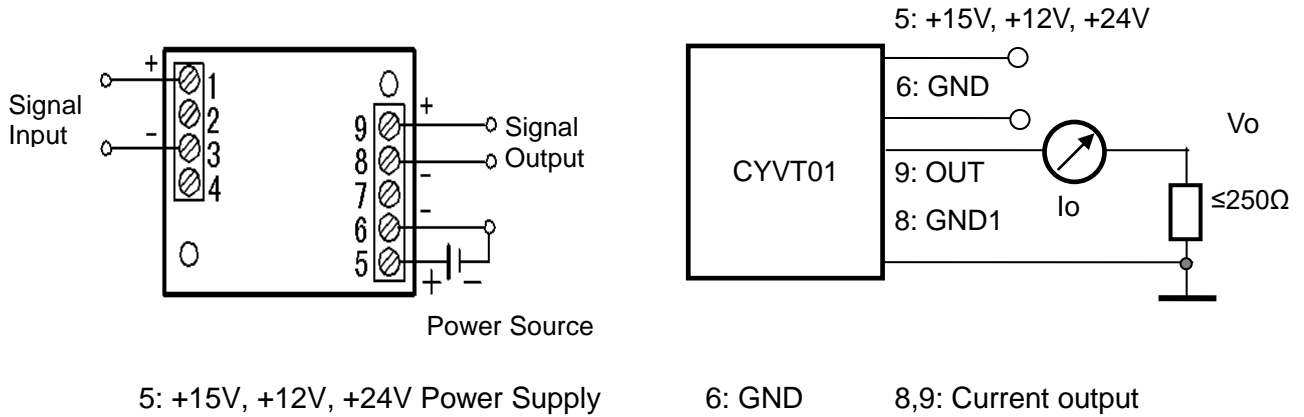 +
1
2
3
4
-
Signal
Input
9
8
7
6
5
+
Signal
Output
-
-
+
-
Power Source
5: +15V, +12V, +24V
6: GND
CYVT01
9: OUT
8: GND1
Io
Vo
≤250Ω
5: +15V, +12V, +24V Power Supply 6: GND 8,9: Current output